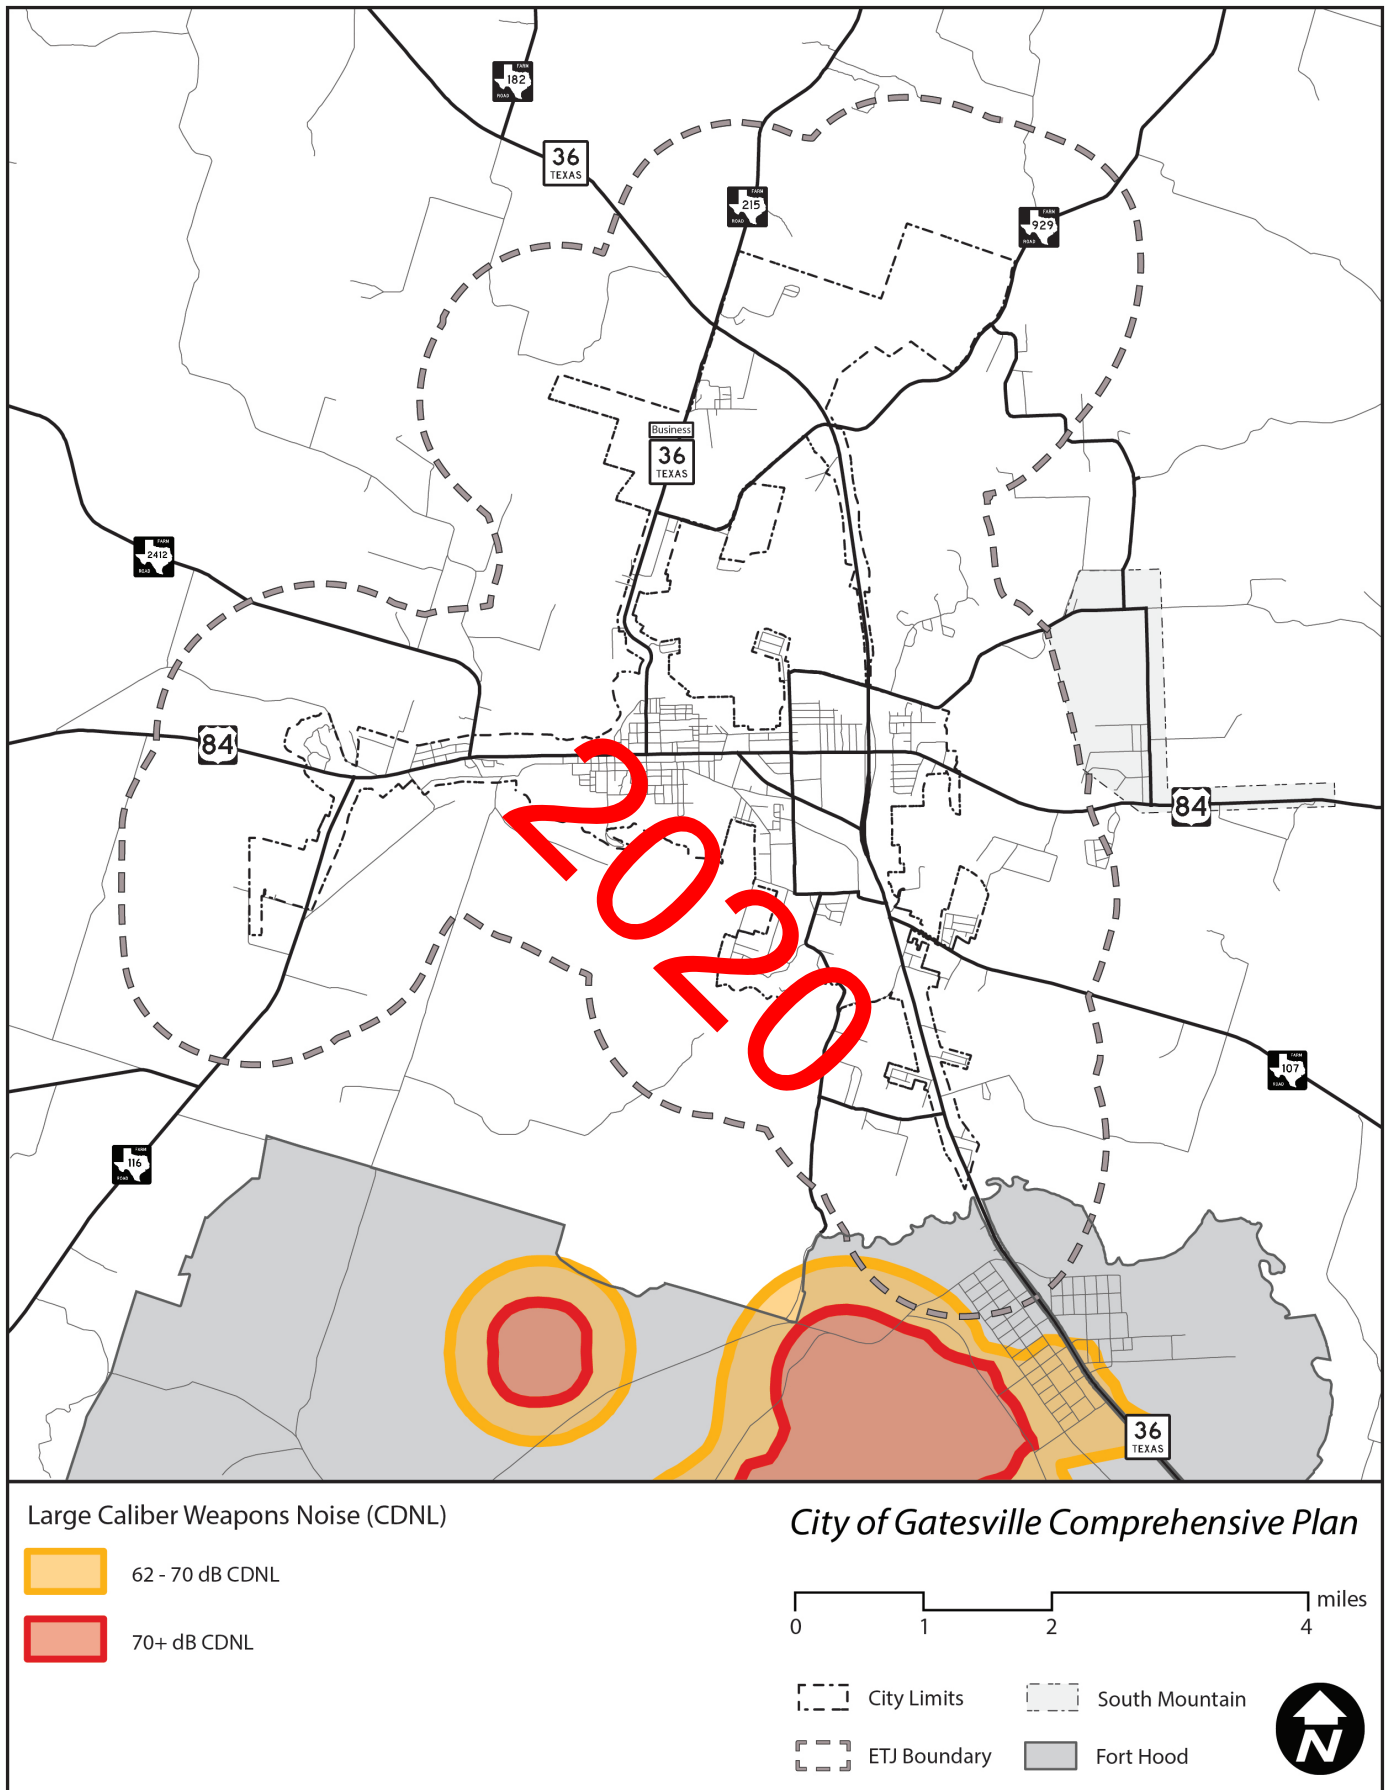 FARM
182
ROAD
36
TEXAS
FARM
215
ROAD
FARM
929
ROAD
Business
36
TEXAS
FARM
2412
ROAD
84
84
2020
FARM
107
ROAD
FARM
116
ROAD
36
TEXAS
Large Caliber Weapons Noise (CDNL)
62 - 70 dB CDNL
70+ dB CDNL
City of Gatesville Comprehensive Plan
miles
0 1 2 4
City Limits
South Mountain
ETJ Boundary
Fort Hood
N